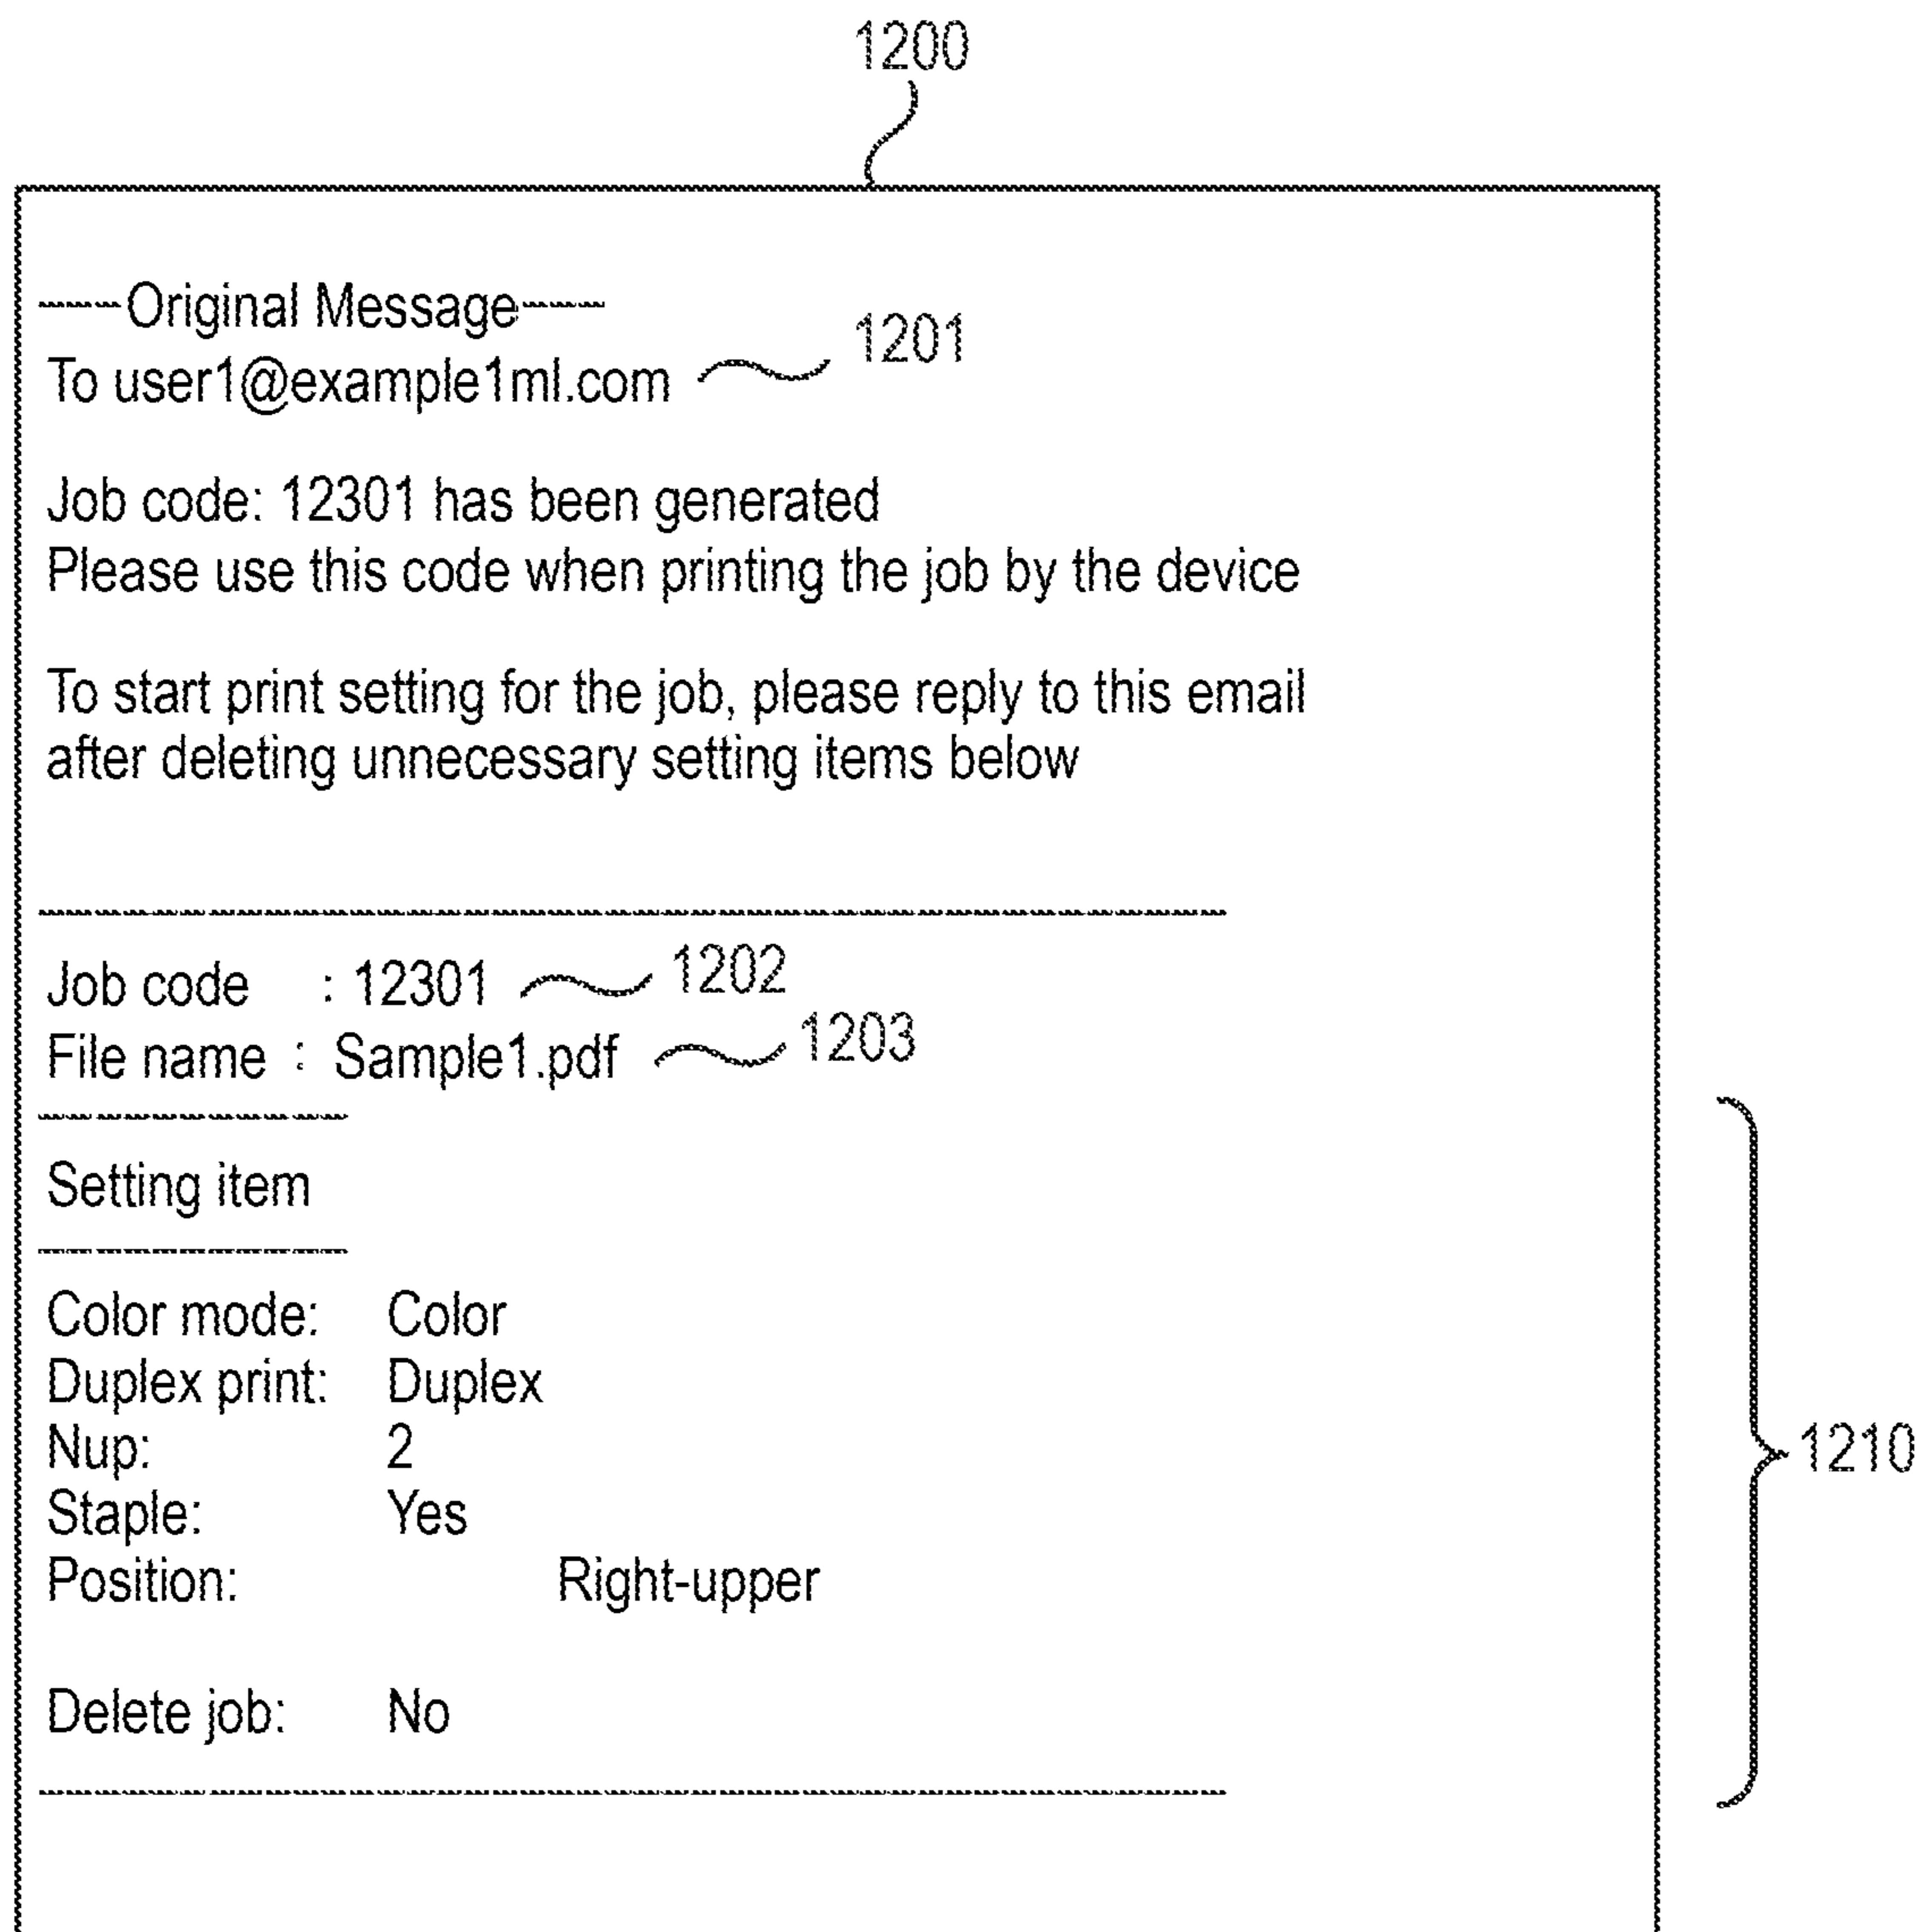 1200
-----Original Message-----
To user1@example1ml.com 1201
Job code: 12301 has been generated
Please use this code when printing the job by the device
To start print setting for the job, please reply to this email
after deleting unnecessary setting items below
Job code : 12301 1202
File name : Sample1.pdf 1203
Setting item
Color mode: Color
Duplex print: Duplex
Nup: 2
1210
Staple: Yes
Position: Right-upper
Delete job: No